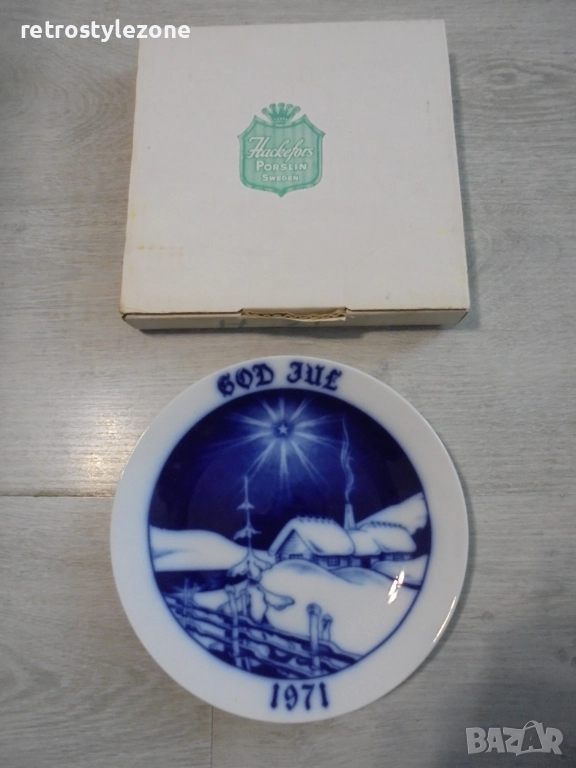 retrostylezone
Hackefors
PORSLIN
SWEDEN
GOD JUL
1971
BAZAR